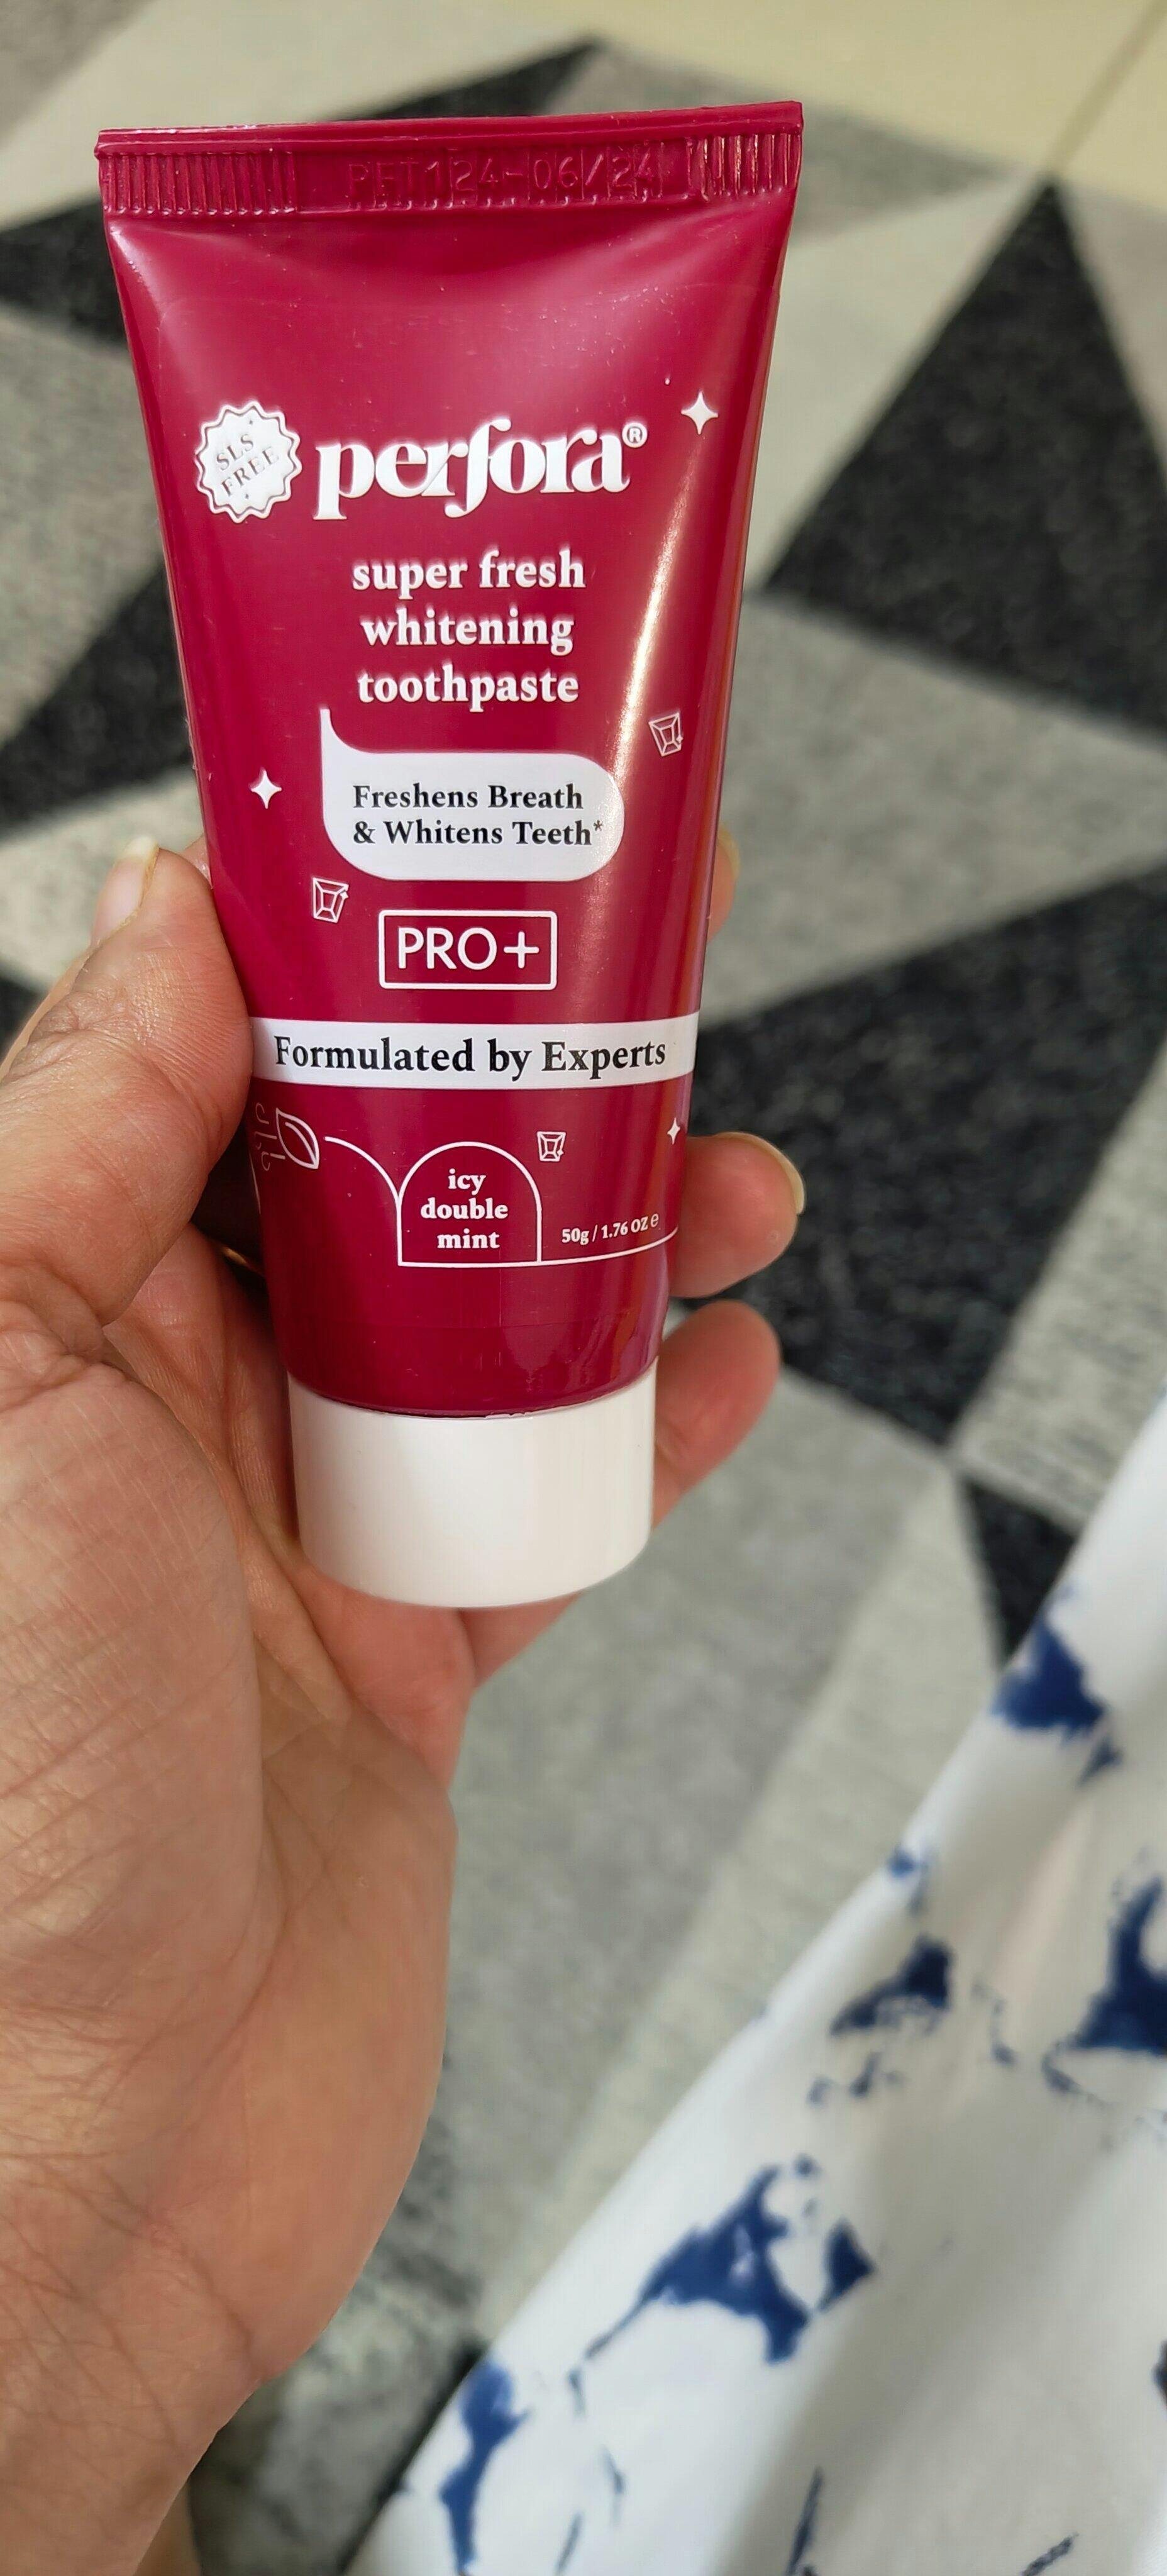 PFT124-06/24
SLS
FREE
perfora®
super fresh
whitening
toothpaste
Freshens Breath
& Whitens Teeth*
PRO+
Formulated by Experts
icy
double
mint
50g / 1.76 OZ ℮